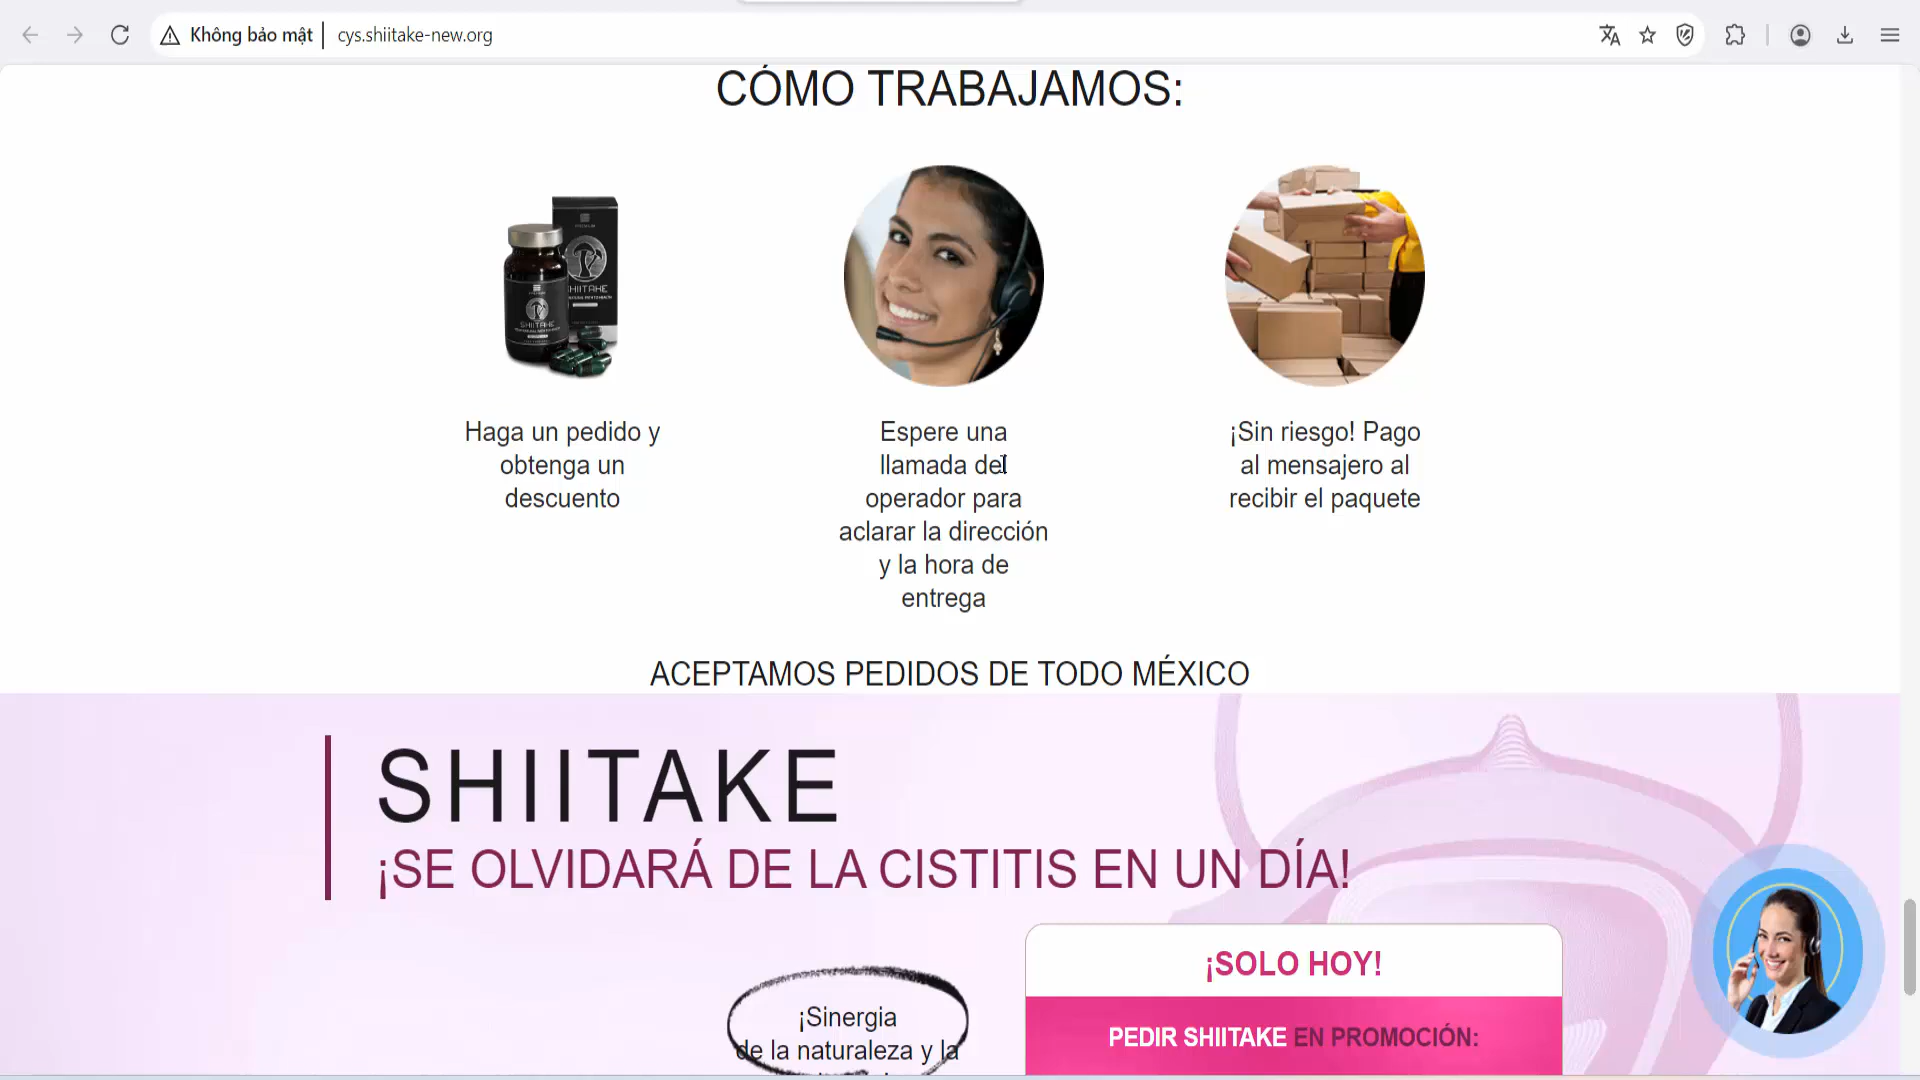 Không bảo mật
cys.shiitake-new.org
CÓMO TRABAJAMOS:
SHIITAKE
SHIITAKE
Haga un pedido y
obtenga un
descuento
Espere una
llamada del
operador para
aclarar la dirección
y la hora de
entrega
¡Sin riesgo! Pago
al mensajero al
recibir el paquete
ACEPTAMOS PEDIDOS DE TODO MÉXICO
SHIITAKE
¡SE OLVIDARÁ DE LA CISTITIS EN UN DÍA!
¡Sinergia
de la naturaleza y la
¡SOLO HOY!
PEDIR SHIITAKE EN PROMOCIÓN: